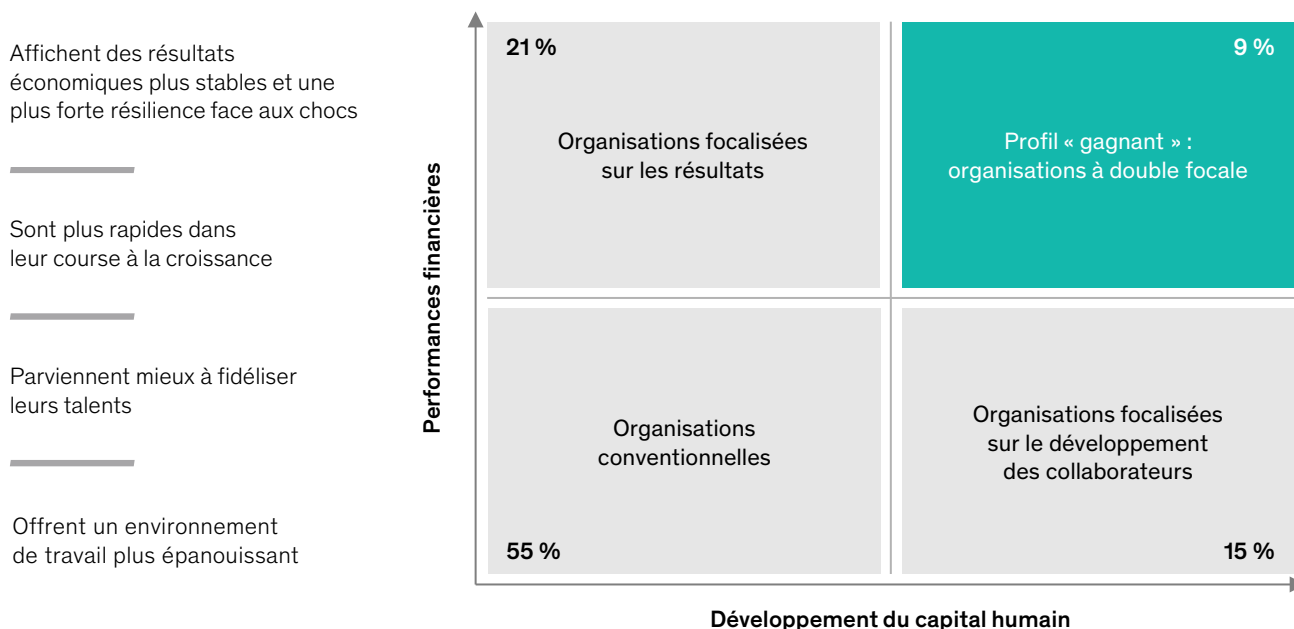 Affichent des résultats
économiques plus stables et une
plus forte résilience face aux chocs
Sont plus rapides dans
leur course à la croissance
Parviennent mieux à fidéliser
leurs talents
Offrent un environnement
de travail plus épanouissant
Performances financières
21 %
Organisations focalisées
sur les résultats
9 %
Profil « gagnant » :
organisations à double focale
Organisations
conventionnelles
55 %
Organisations focalisées
sur le développement
des collaborateurs
15 %
Développement du capital humain